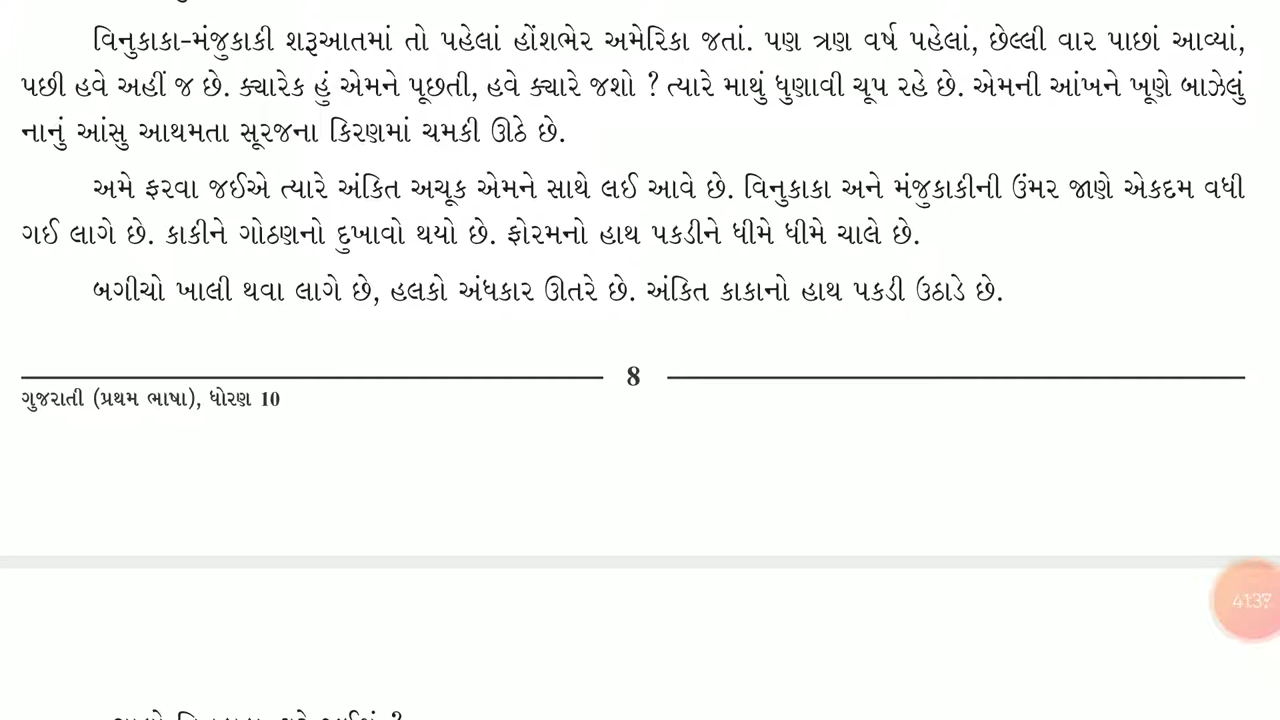 વિનુકાકા-મંજુકાકી શરૂઆતમાં તો પહેલાં હોંશભેર અમેરિકા જતાં. પણ ત્રણ વર્ષ પહેલાં, છેલ્લી વાર પાછાં આવ્યાં,
પછી હવે અહીં જ છે. ક્યારેક હું એમને પૂછતી, હવે ક્યારે જશો ? ત્યારે માથું ધુણાવી ચૂપ રહે છે. એમની આંખને ખૂણે બાઝેલું
નાનું આંસુ આથમતા સૂરજના કિરણમાં ચમકી ઊઠે છે.
અમે ફરવા જઈએ ત્યારે અંકિત અચૂક એમને સાથે લઈ આવે છે. વિનુકાકા અને મંજુકાકીની ઉંમર જાણે એકદમ વધી
ગઈ લાગે છે. કાકીને ગોઠણનો દુખાવો થયો છે. ફોરમનો હાથ પકડીને ધીમે ધીમે ચાલે છે.
બગીચો ખાલી થવા લાગે છે, હલકો અંધકાર ઊતરે છે. અંકિત કાકાનો હાથ પકડી ઉઠાડે છે.
8
ગુજરાતી (પ્રથમ ભાષા), ધોરણ 10
41:37